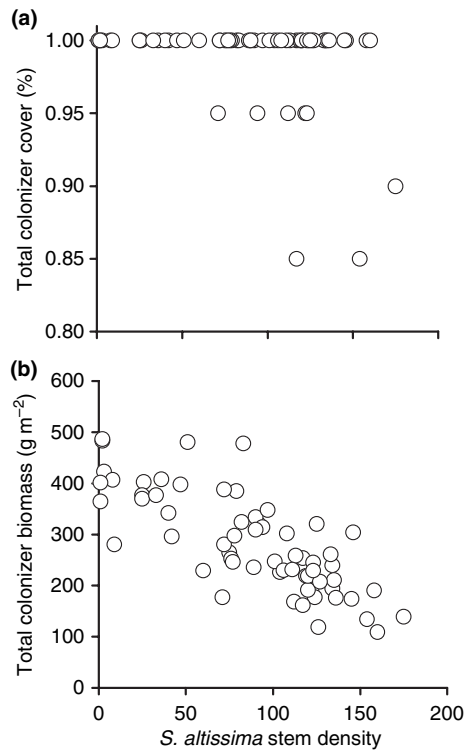 (a)
Total colonizer cover (%)
1.00
0.95
0.90
0.85
0.80
(b)
Total colonizer biomass (g m⁻²)
600
500
400
300
200
100
0
0 50 100 150 200
S. altissima stem density